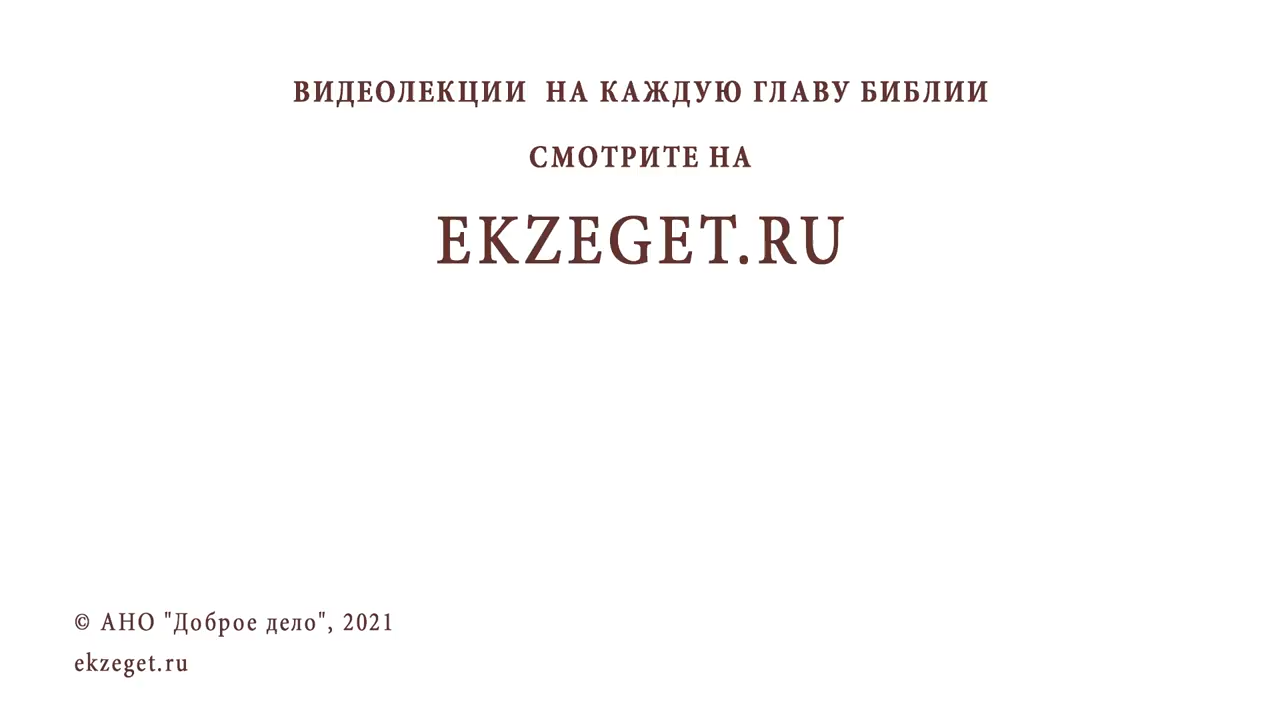 ВИДЕОЛЕКЦИИ НА КАЖДУЮ ГЛАВУ БИБЛИИ
СМОТРИТЕ НА
EKZEGET.RU
© АНО "Доброе дело", 2021
ekzeget.ru